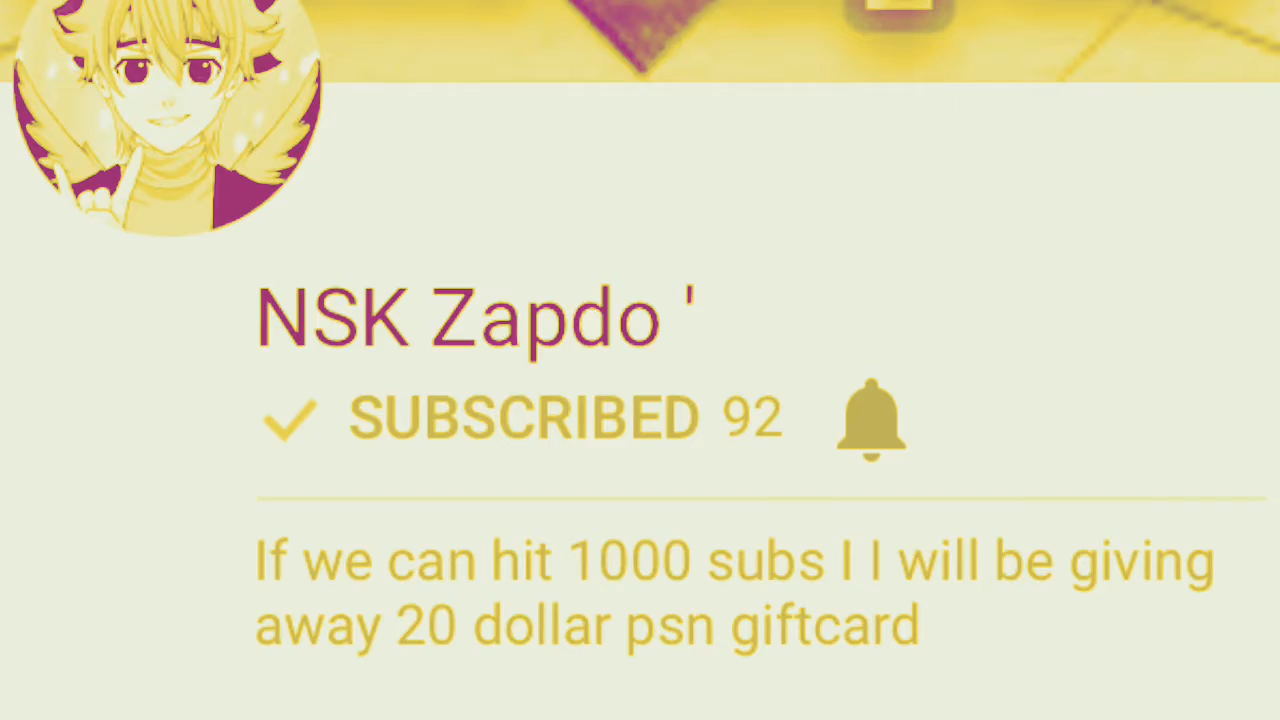 NSK Zapdo '
SUBSCRIBED 92
If we can hit 1000 subs I I will be giving
away 20 dollar psn giftcard